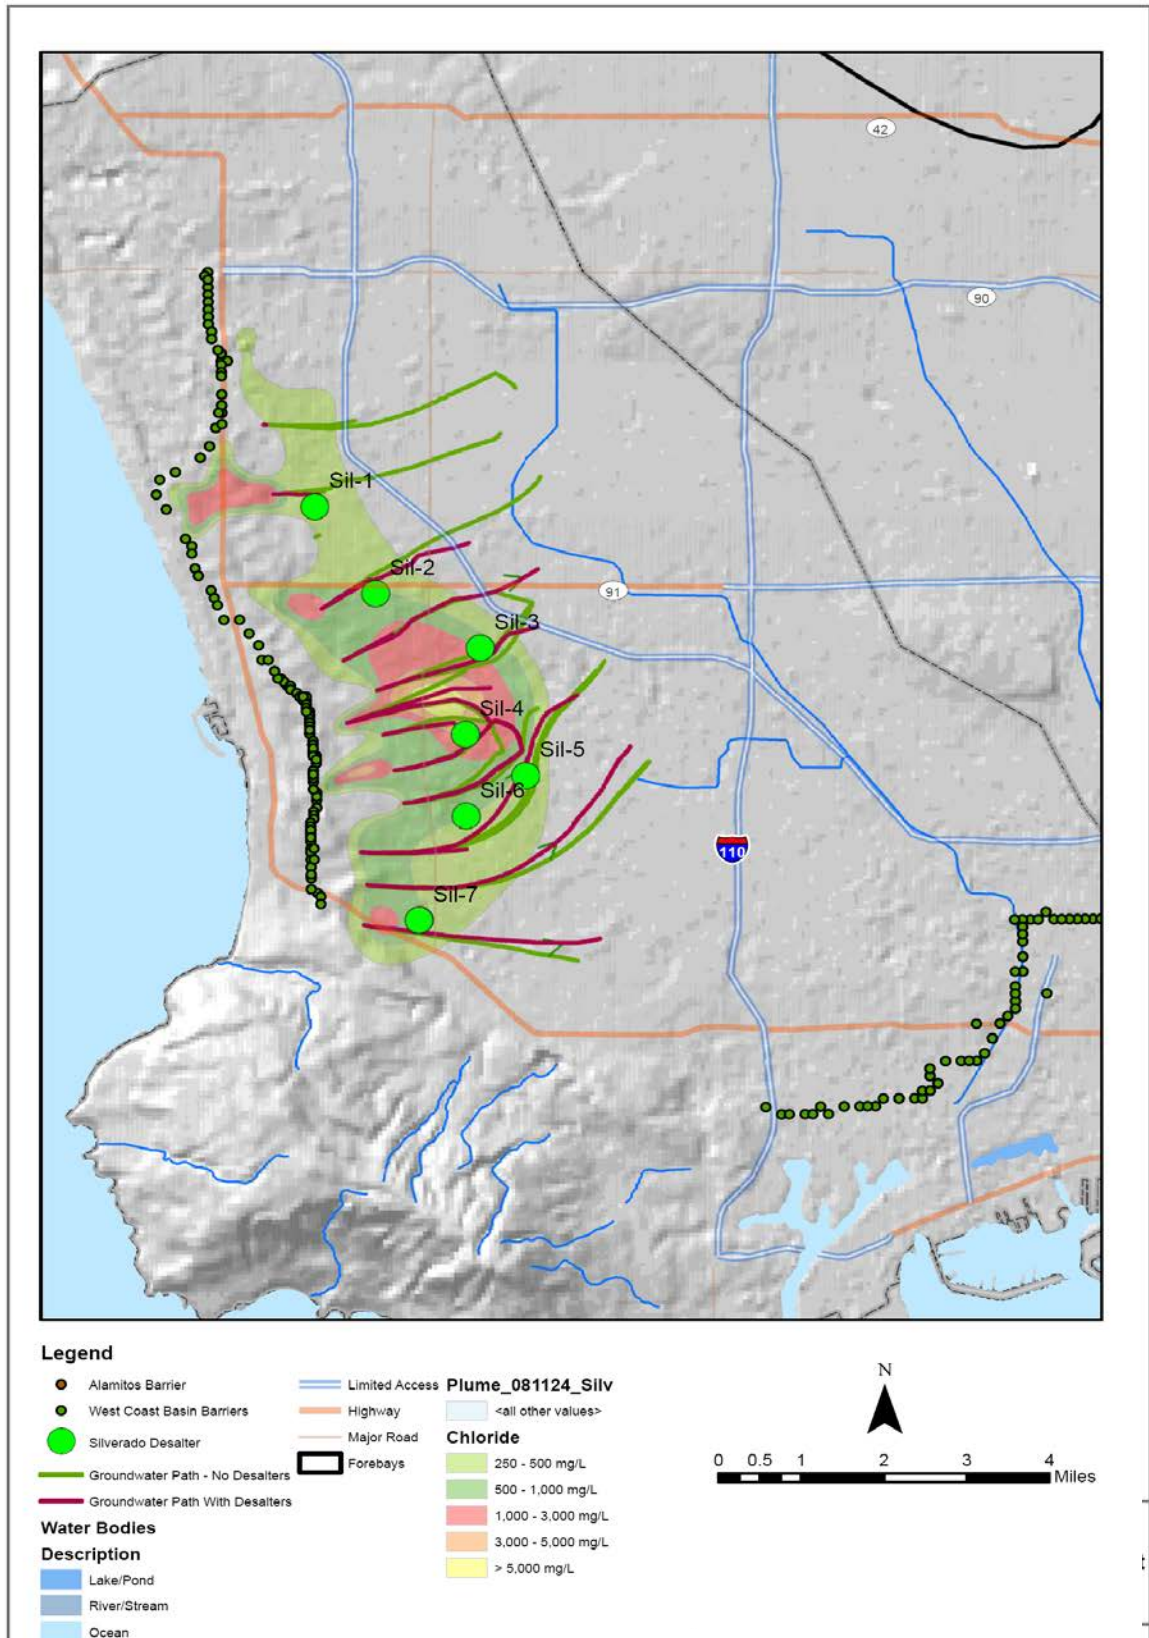 42
90
Sil-1
Sil-2
91
Sil-3
Sil-4
Sil-5
Sil-6
110
Sil-7
Legend
Alamitos Barrier
West Coast Basin Barriers
Silverado Desalter
Groundwater Path - No Desalters
Groundwater Path With Desalters
Water Bodies
Description
Lake/Pond
River/Stream
Ocean
Limited Access
Highway
Major Road
Forebays
Plume_081124_Silv
<all other values>
Chloride
250 - 500 mg/L
500 - 1,000 mg/L
1,000 - 3,000 mg/L
3,000 - 5,000 mg/L
> 5,000 mg/L
N
0 0.5 1 2 3 4
Miles